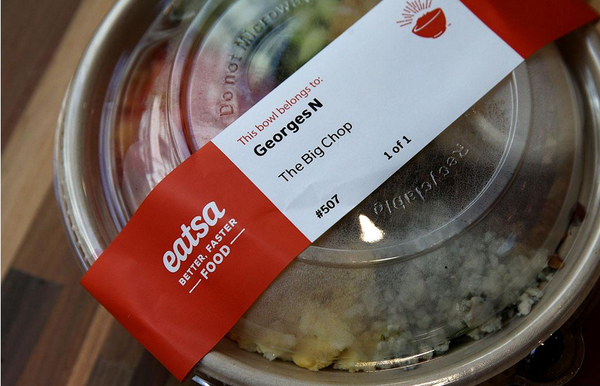 Do not Microwave
This bowl belongs to:
Georges N
The Big Chop
1 of 1
#507
Recyclable
eatsa
BETTER, FASTER
FOOD